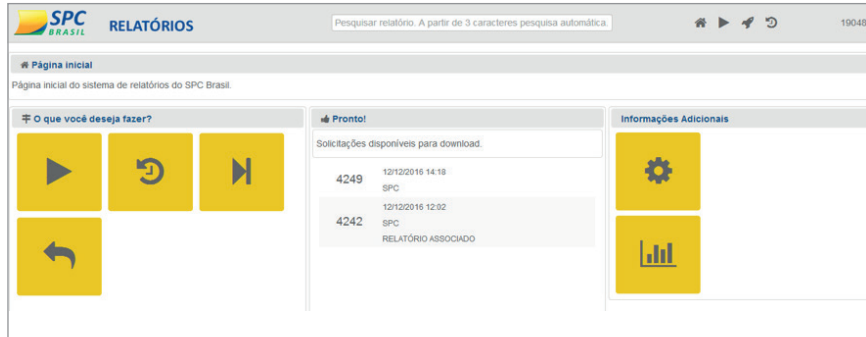 SPC
BRASIL
RELATÓRIOS
Pesquisar relatório. A partir de 3 caracteres pesquisa automática.
19048
Página inicial
Página inicial do sistema de relatórios do SPC Brasil.
O que você deseja fazer?
Pronto!
Solicitações disponíveis para download.
4249
12/12/2016 14:18
SPC
4242
12/12/2016 12:02
SPC
RELATÓRIO ASSOCIADO
Informações Adicionais